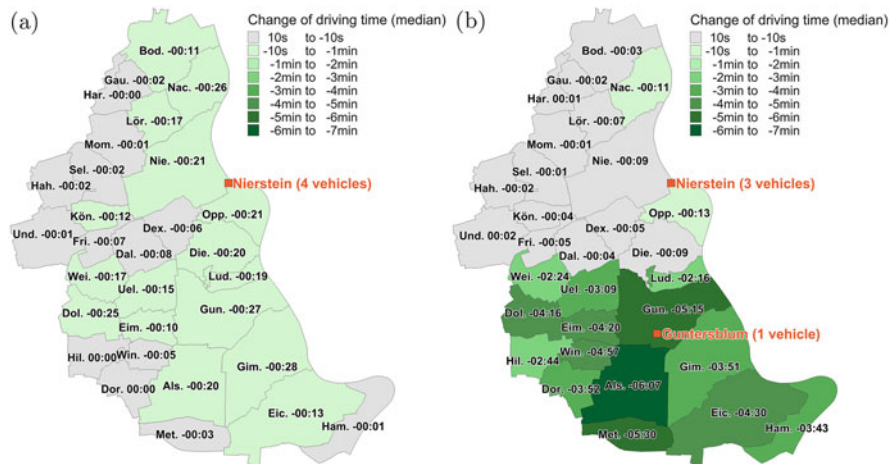 (a)
Change of driving time (median)
10s to -10s
-10s to -1min
-1min to -2min
-2min to -3min
-3min to -4min
-4min to -5min
-5min to -6min
-6min to -7min
Bod. -00:11
Gau. -00:02
Nac. -00:26
Har. -00:00
Lör. -00:17
Mom. -00:01
Nie. -00:21
Sel. -00:02
Hah. -00:02
Nierstein (4 vehicles)
Kön. -00:12
Opp. -00:21
Und. -00:01
Dex. -00:06
Fri. -00:07
Dal. -00:08
Die. -00:20
Wei. -00:17
Lud. -00:19
Uel. -00:15
Gun. -00:27
Dol. -00:25
Eim. -00:10
Hil. 00:00
Win. -00:05
Gim. -00:28
Dor. 00:00
Als. -00:20
Eic. -00:13
Ham. -00:01
Met. -00:03
(b)
Change of driving time (median)
10s to -10s
-10s to -1min
-1min to -2min
-2min to -3min
-3min to -4min
-4min to -5min
-5min to -6min
-6min to -7min
Bod. -00:03
Gau. -00:02
Nac. -00:11
Har. 00:01
Lör. -00:07
Mom. -00:01
Nie. -00:09
Sel. -00:01
Hah. -00:02
Nierstein (3 vehicles)
Kön. -00:04
Opp. -00:13
Und. 00:02
Dex. -00:05
Fri. -00:05
Dal. -00:04
Die. -00:09
Wei. -02:24
Lud. -02:16
Uel. -03:09
Gun. -05:15
Dol. -04:16
Eim. -04:20
Guntersblum (1 vehicle)
Hil. -02:44
Win. -04:57
Gim. -03:51
Dor. -03:52
Als. -06:07
Eic. -04:30
Ham. -03:43
Met. -05:30